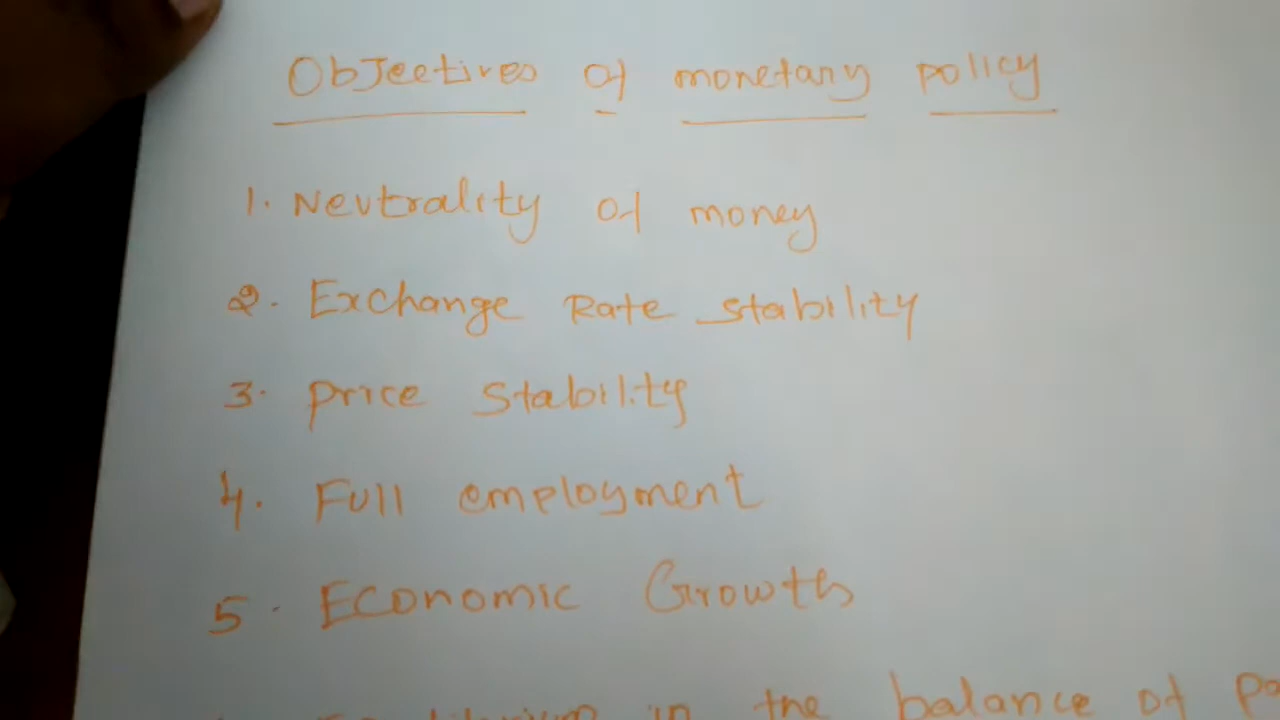 Objectives of monetary policy
1. Neutrality of money
2. Exchange Rate stability
3. Price Stability
4. Full employment
5. Economic Growth
in the balance of